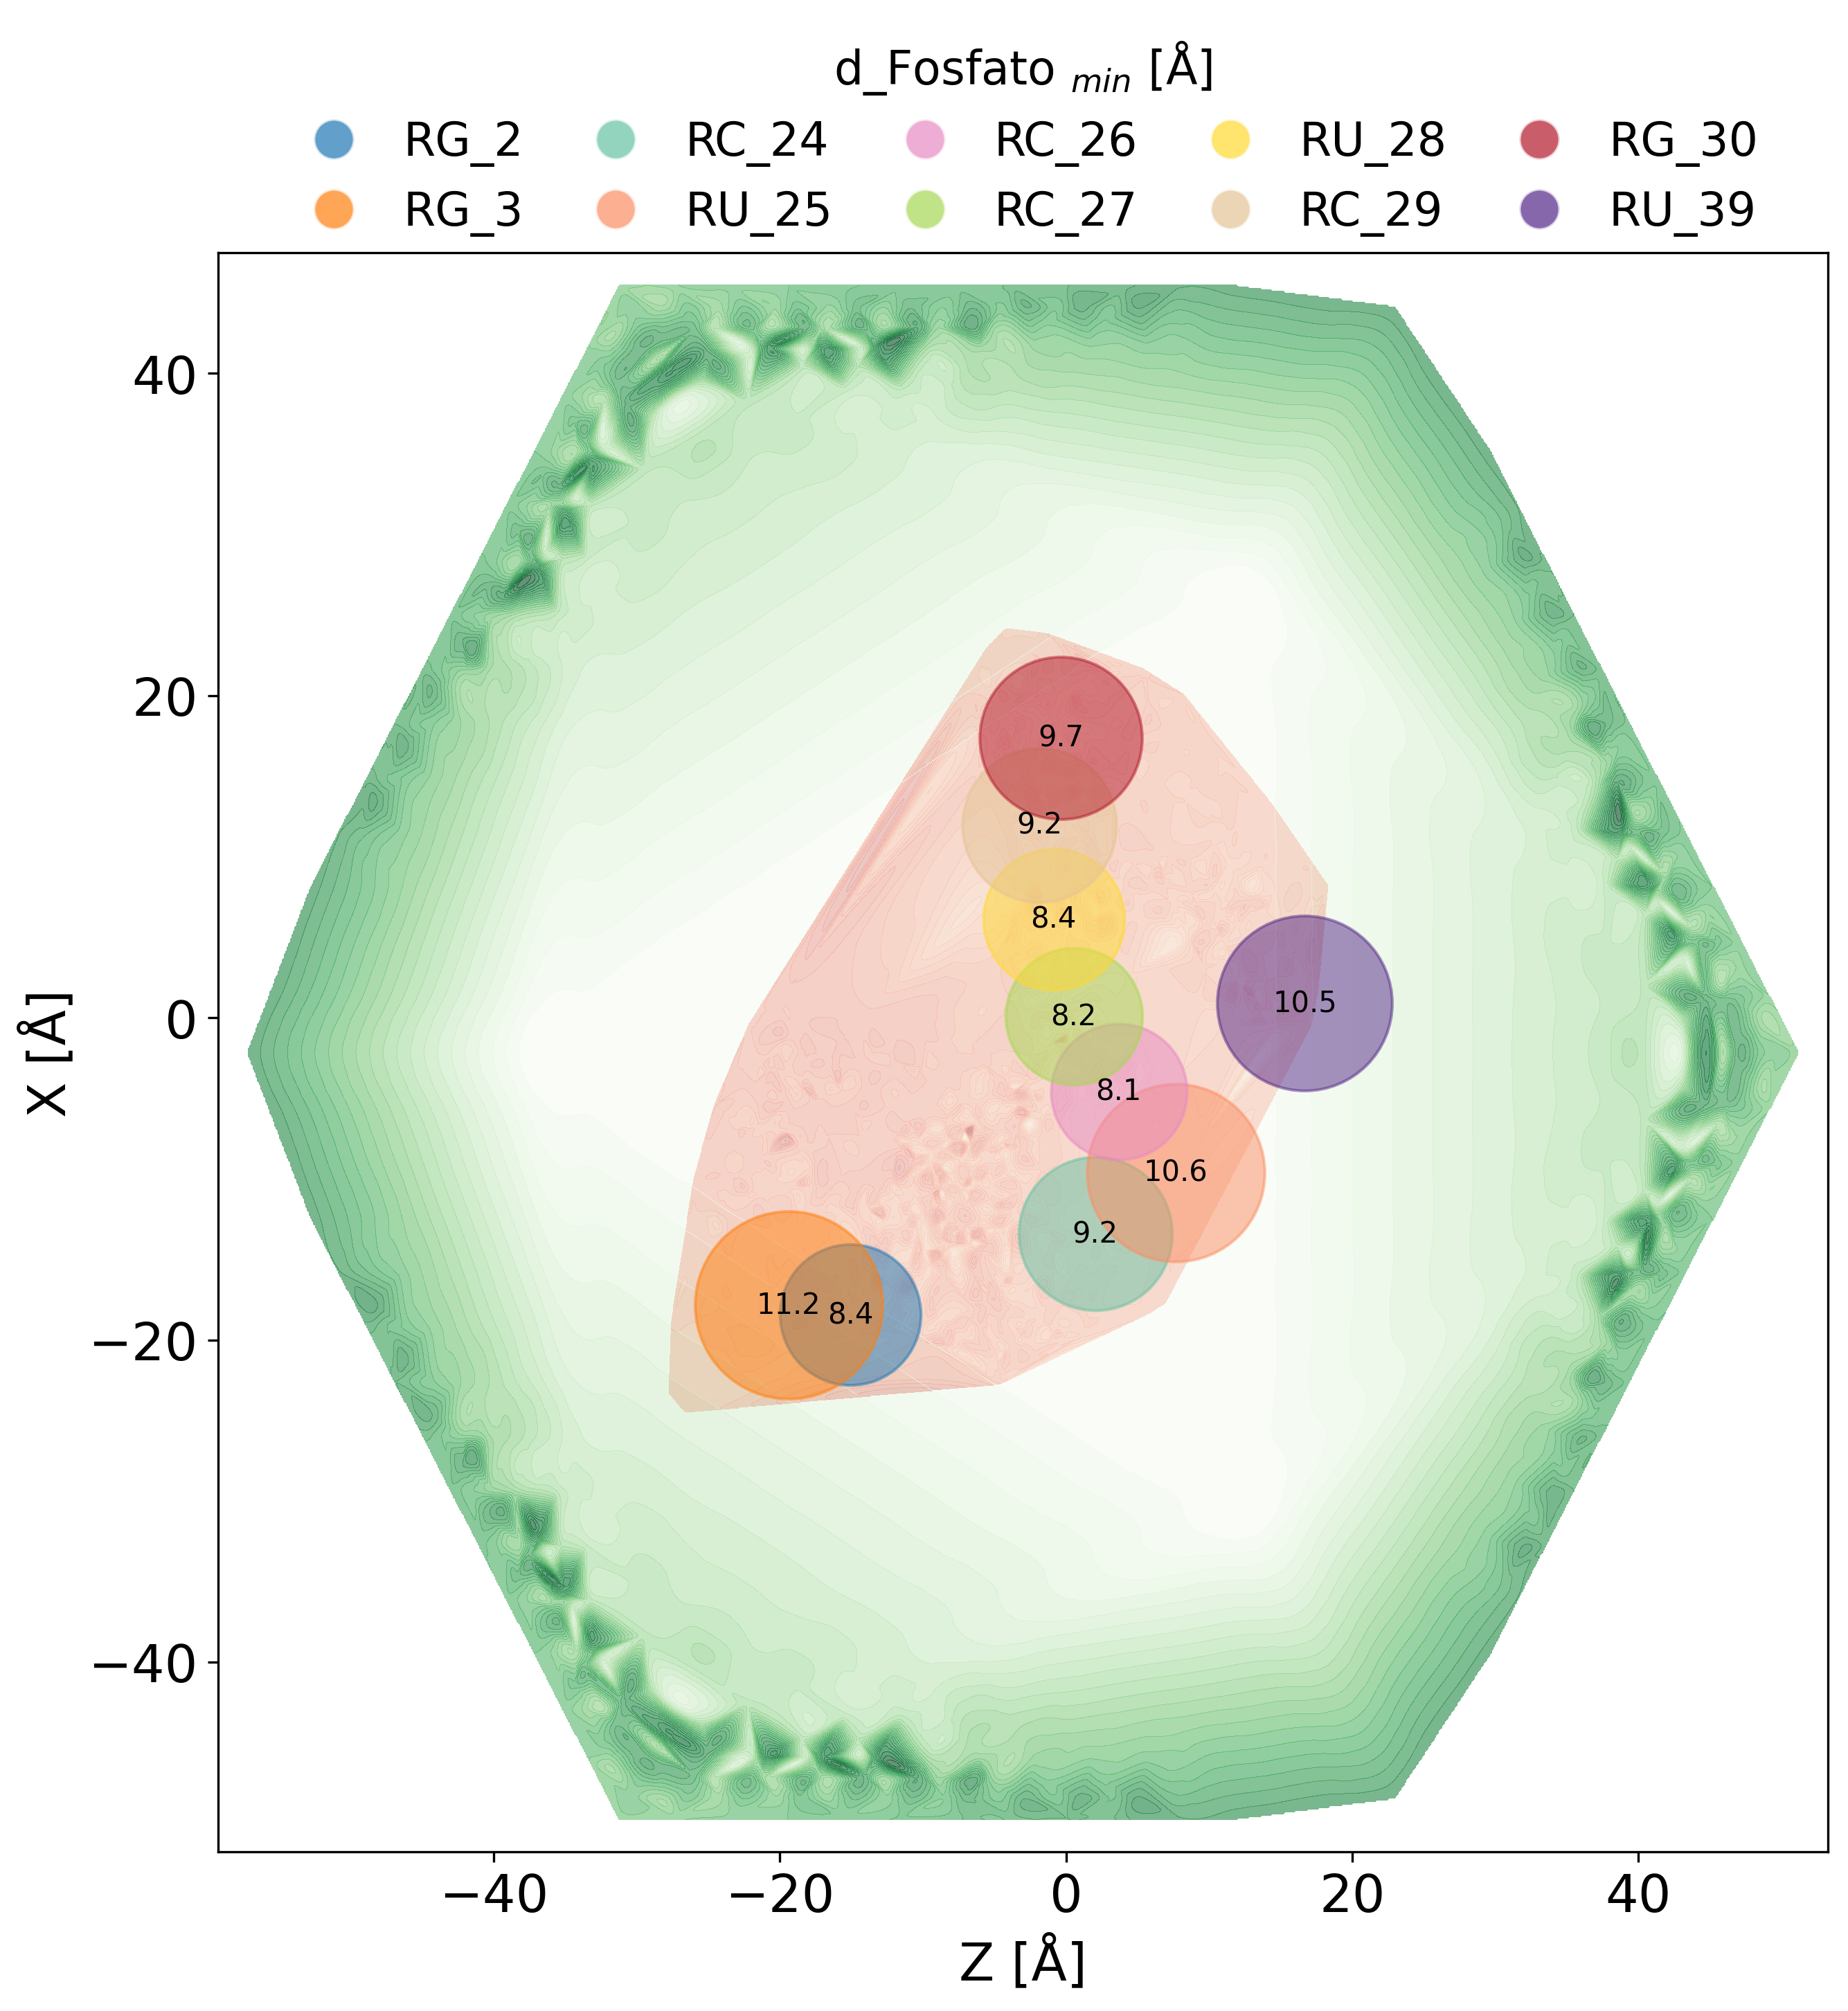 d_Fosfato min [Å]
RG_2 RC_24 RC_26 RU_28 RG_30
RG_3 RU_25 RC_27 RC_29 RU_39
40
20
0
−20
−40
X [Å]
9.7
9.2
8.4
10.5
8.2
8.1
10.6
9.2
11.2 8.4
−40 −20 0 20 40
Z [Å]